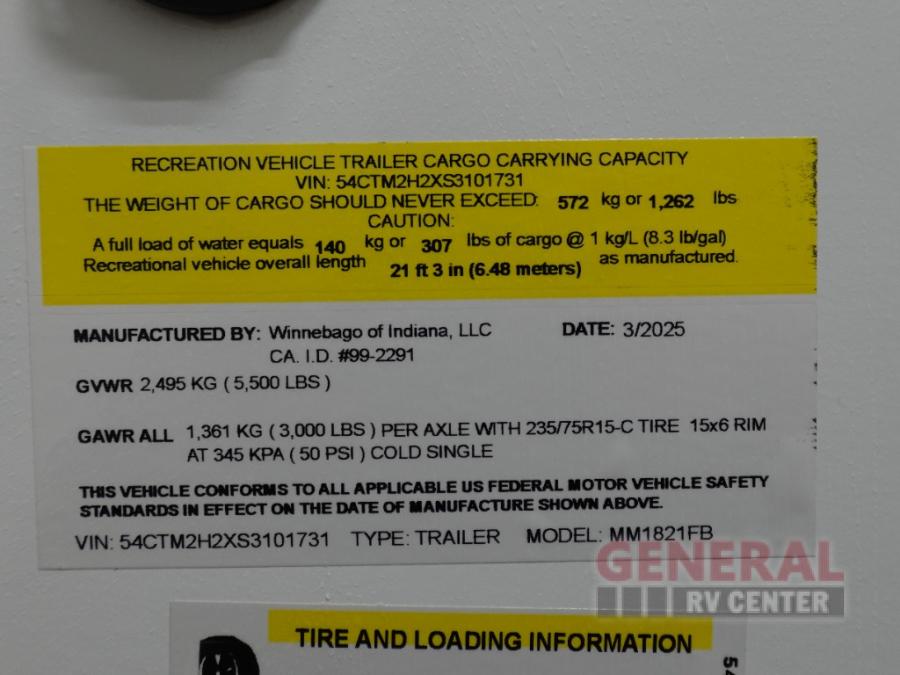 RECREATION VEHICLE TRAILER CARGO CARRYING CAPACITY
VIN: 54CTM2H2XS3101731
THE WEIGHT OF CARGO SHOULD NEVER EXCEED: 572 kg or 1,262 lbs
CAUTION:
A full load of water equals 140 kg or 307 lbs of cargo @ 1 kg/L (8.3 lb/gal)
Recreational vehicle overall length 21 ft 3 in (6.48 meters) as manufactured.
MANUFACTURED BY: Winnebago of Indiana, LLC DATE: 3/2025
CA. I.D. #99-2291
GVWR 2,495 KG ( 5,500 LBS )
GAWR ALL 1,361 KG ( 3,000 LBS ) PER AXLE WITH 235/75R15-C TIRE 15x6 RIM
AT 345 KPA ( 50 PSI ) COLD SINGLE
THIS VEHICLE CONFORMS TO ALL APPLICABLE US FEDERAL MOTOR VEHICLE SAFETY
STANDARDS IN EFFECT ON THE DATE OF MANUFACTURE SHOWN ABOVE.
VIN: 54CTM2H2XS3101731 TYPE: TRAILER MODEL: MM1821FB
GENERAL
RV CENTER
TIRE AND LOADING INFORMATION